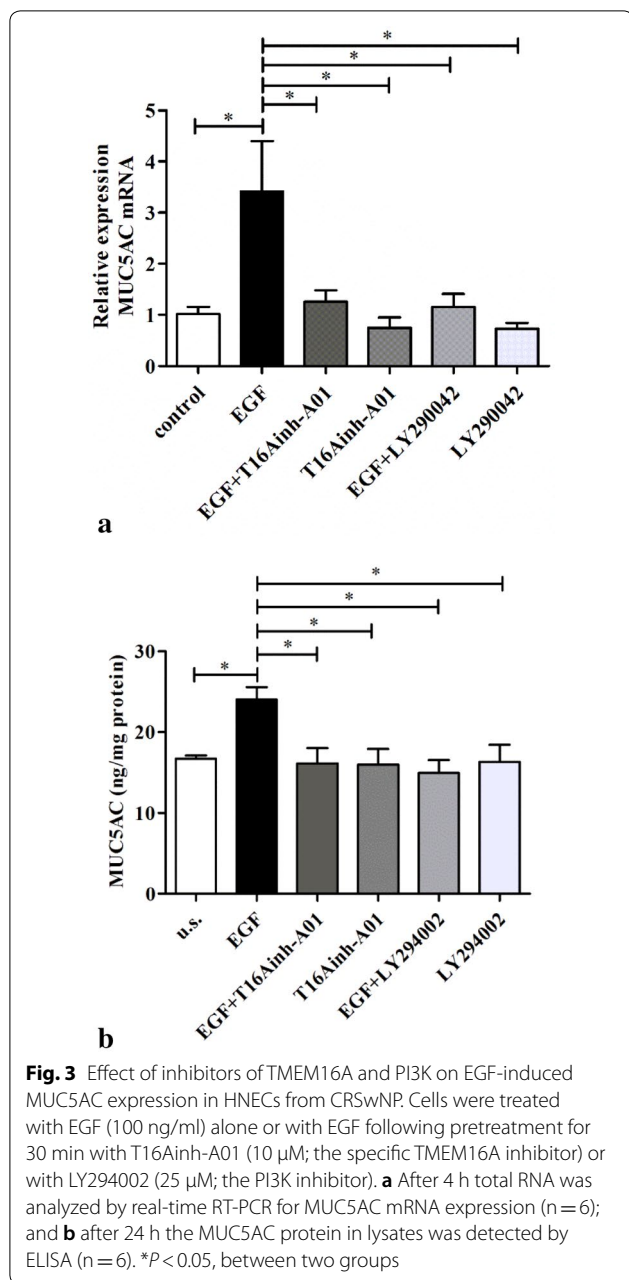 *
*
*
*
*
5
4
3
2
1
0
Relative expression
MUC5AC mRNA
control
EGF
EGF+T16Ainh-A01
T16Ainh-A01
EGF+LY290042
LY290042
a
*
*
*
*
*
30
20
10
0
MUC5AC (ng/mg protein)
u.s.
EGF
EGF+T16Ainh-A01
T16Ainh-A01
EGF+LY294002
LY294002
b
Fig. 3 Effect of inhibitors of TMEM16A and PI3K on EGF-induced
MUC5AC expression in HNECs from CRSwNP. Cells were treated
with EGF (100 ng/ml) alone or with EGF following pretreatment for
30 min with T16Ainh-A01 (10 μM; the specific TMEM16A inhibitor) or
with LY294002 (25 μM; the PI3K inhibitor). a After 4 h total RNA was
analyzed by real-time RT-PCR for MUC5AC mRNA expression (n = 6);
and b after 24 h the MUC5AC protein in lysates was detected by
ELISA (n = 6). *P < 0.05, between two groups